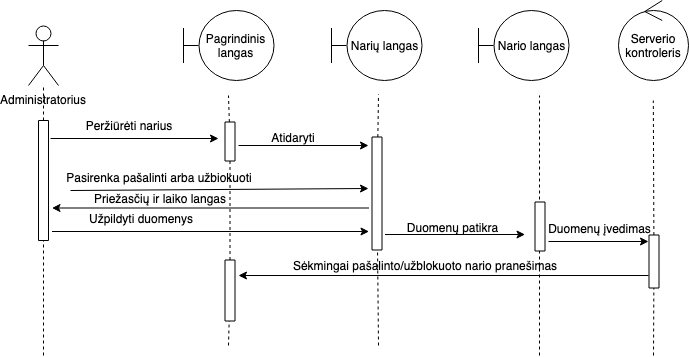 Pagrindinis
langas
Narių langas
Nario langas
Serverio
kontroleris
Administratorius
Peržiūrėti narius
Atidaryti
Pasirenka pašalinti arba užbiokuoti
Priežasčių ir laiko langas
Užpildyti duomenys
Duomenų patikra
Duomenų įvedimas
Sėkmingai pašalinto/užblokuoto nario pranešimas